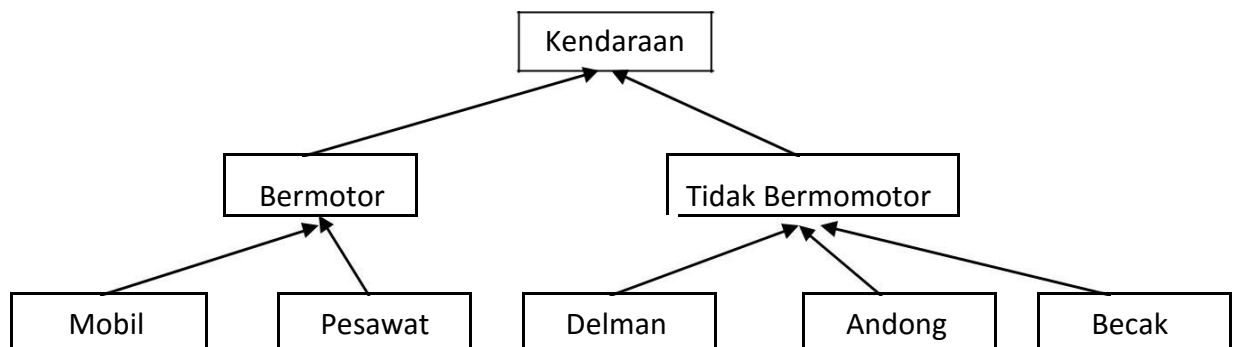 Kendaraan
Bermotor
Tidak Bermomotor
Mobil
Pesawat
Delman
Andong
Becak